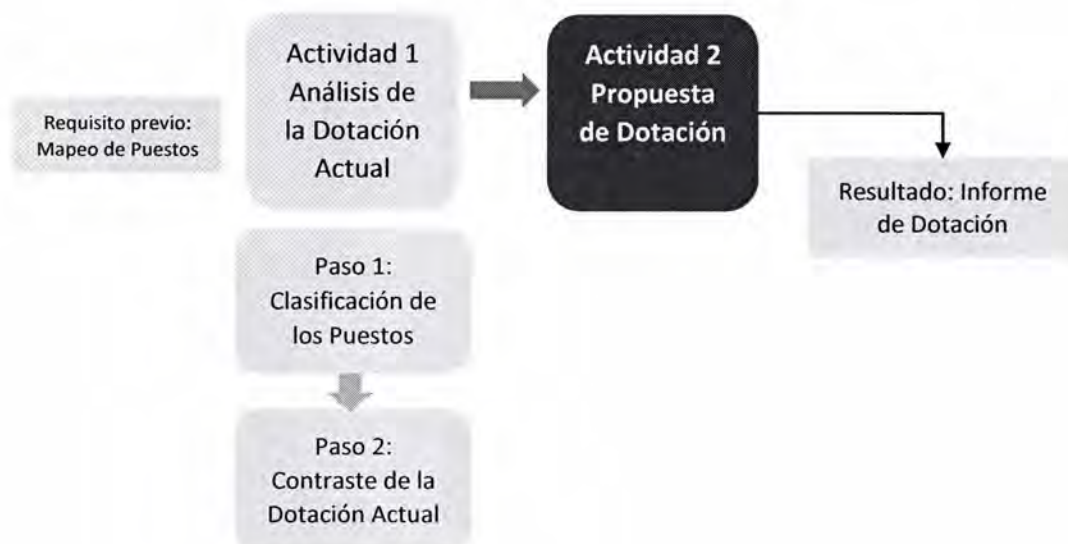 Requisito previo:
Mapeo de Puestos
Actividad 1
Análisis de
la Dotación
Actual
Actividad 2
Propuesta
de Dotación
Resultado: Informe
de Dotación
Paso 1:
Clasificación de
los Puestos
Paso 2:
Contraste de la
Dotación Actual